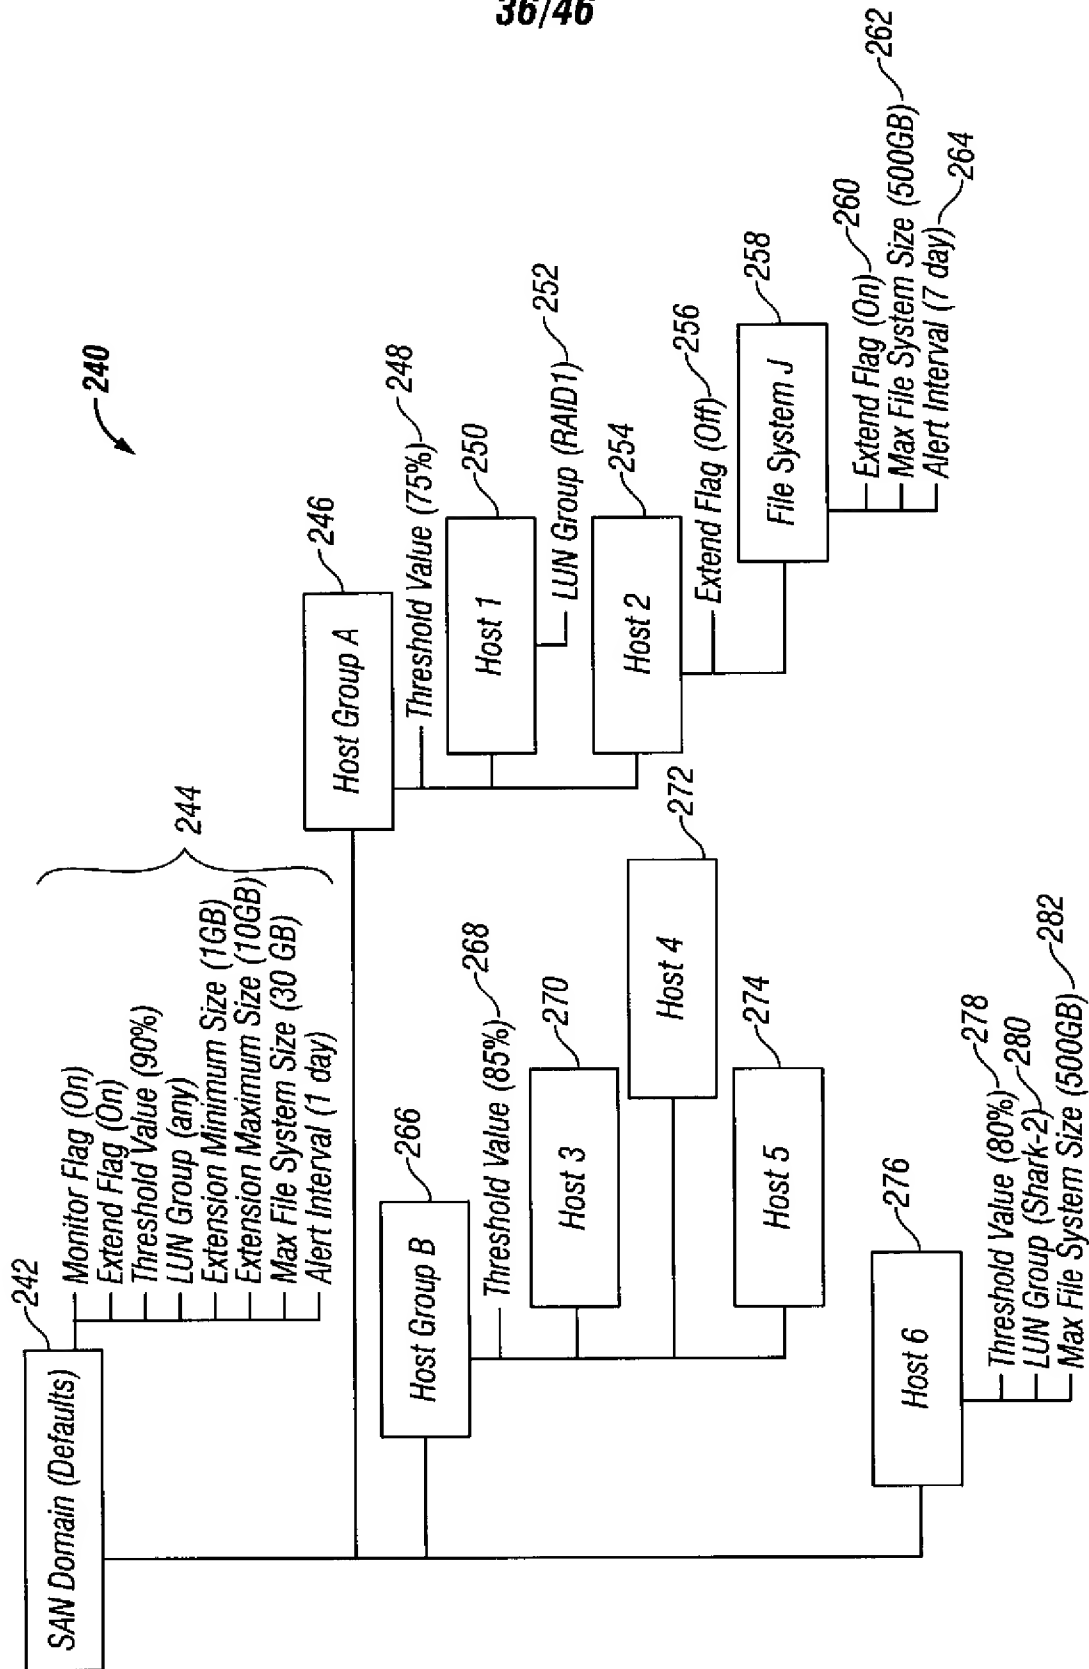 36/46
240
242
SAN Domain (Defaults)
Monitor Flag (On)
Extend Flag (On)
Threshold Value (90%)
LUN Group (any)
Extension Minimum Size (1GB)
Extension Maximum Size (10GB)
Max File System Size (30 GB)
Alert Interval (1 day)
244
246
Host Group A
Threshold Value (75%) 248
250
Host 1
LUN Group (RAID1) 252
254
Host 2
Extend Flag (Off) 256
258
File System J
Extend Flag (On) 260
Max File System Size (500GB) 262
Alert Interval (7 day) 264
266
Host Group B
Threshold Value (85%) 268
270
Host 3
272
Host 4
274
Host 5
276
Host 6
Threshold Value (80%) 278
LUN Group (Shark-2) 280
Max File System Size (500GB) 282